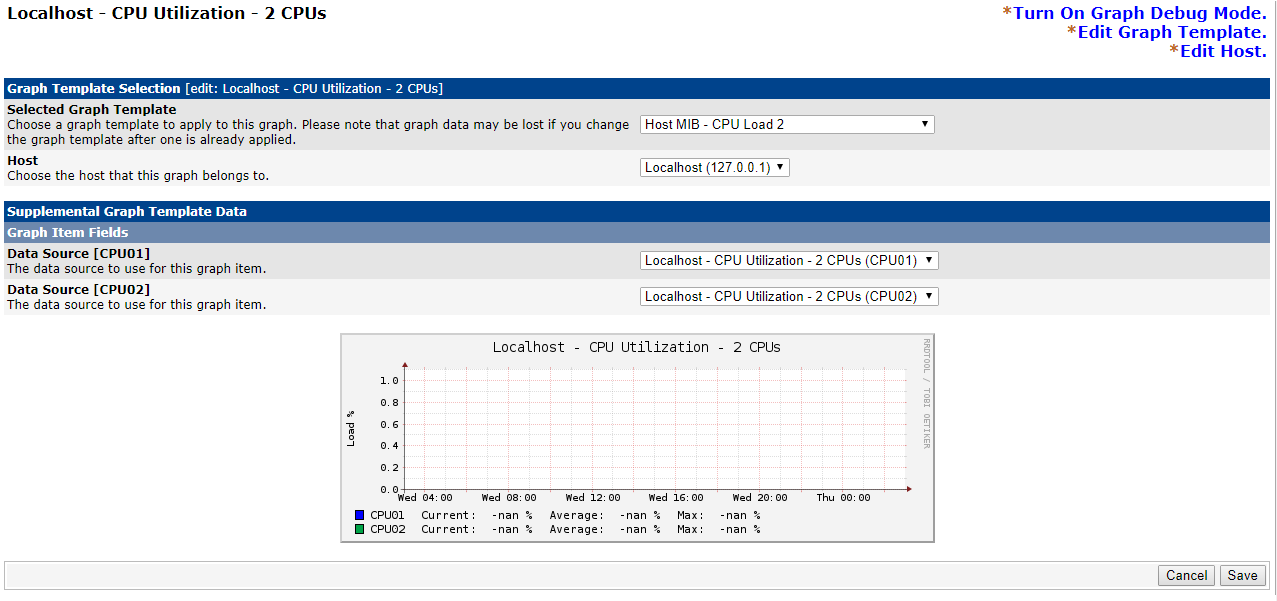 Localhost - CPU Utilization - 2 CPUs
*Turn On Graph Debug Mode.
*Edit Graph Template.
*Edit Host.
Graph Template Selection [edit: Localhost - CPU Utilization - 2 CPUs]
Selected Graph Template
Choose a graph template to apply to this graph. Please note that graph data may be lost if you change
the graph template after one is already applied.
Host MIB - CPU Load 2
Host
Choose the host that this graph belongs to.
Localhost (127.0.0.1)
Supplemental Graph Template Data
Graph Item Fields
Data Source [CPU01]
The data source to use for this graph item.
Localhost - CPU Utilization - 2 CPUs (CPU01)
Data Source [CPU02]
The data source to use for this graph item.
Localhost - CPU Utilization - 2 CPUs (CPU02)
Localhost - CPU Utilization - 2 CPUs
RRDTOOL / TOBI OETIKER
Load %
1.0
0.8
0.6
0.4
0.2
0.0
Wed 04:00 Wed 08:00 Wed 12:00 Wed 16:00 Wed 20:00 Thu 00:00
CPU01 Current: -nan % Average: -nan % Max: -nan %
CPU02 Current: -nan % Average: -nan % Max: -nan %
Cancel Save